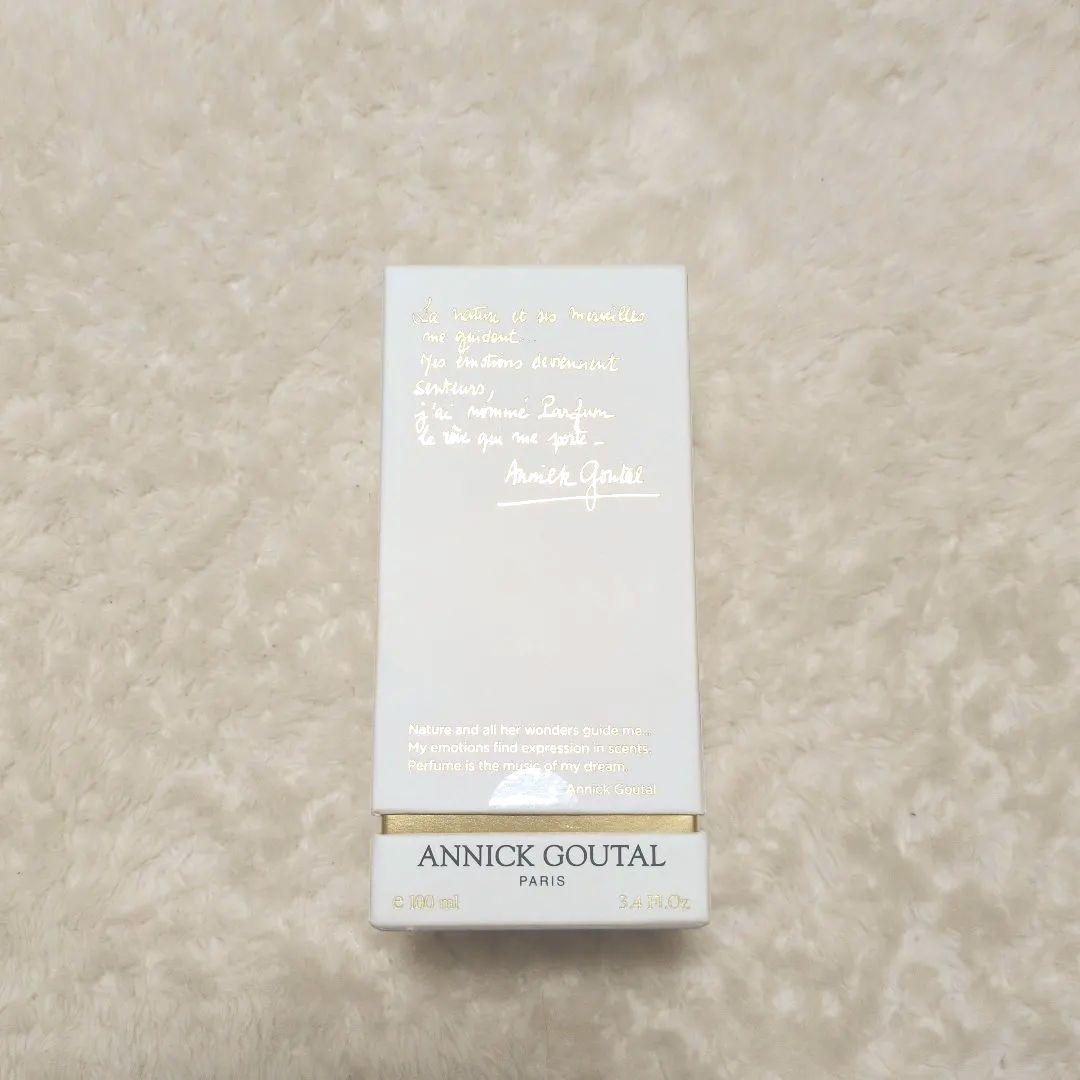 La nature et ses merveilles
me guident...
Mes émotions deviennent
senteurs,
j'ai nommé Parfum
le rêve qui me porte_
Annick Goutal
Nature and all her wonders guide me...
My emotions find expression in scents.
Perfume is the music of my dream.
Annick Goutal
ANNICK GOUTAL
PARIS
e 100 ml 3.4 Fl.Oz